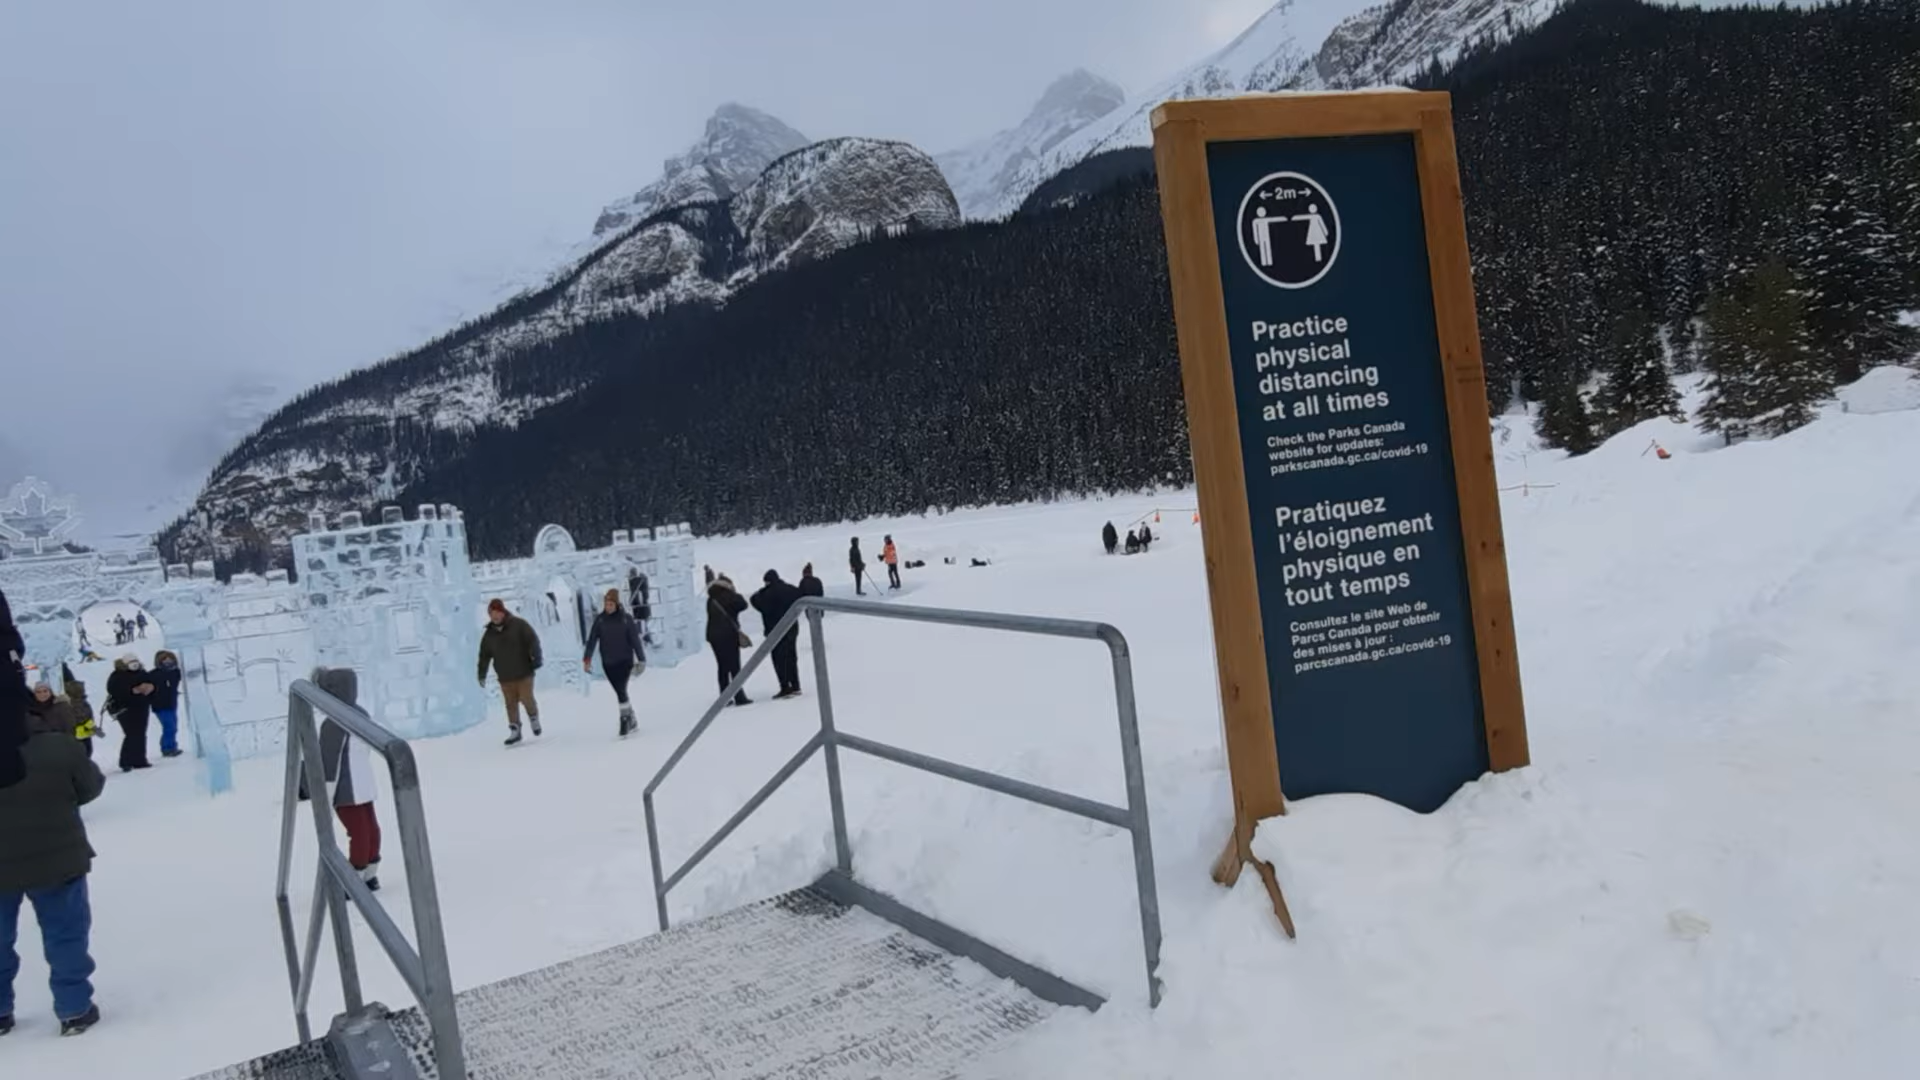 ←2m→
Practice
physical
distancing
at all times
Check the Parks Canada
website for updates:
parkscanada.gc.ca/covid-19
Pratiquez
l'éloignement
physique en
tout temps
Consultez le site Web de
Parcs Canada pour obtenir
des mises à jour :
parcscanada.gc.ca/covid-19